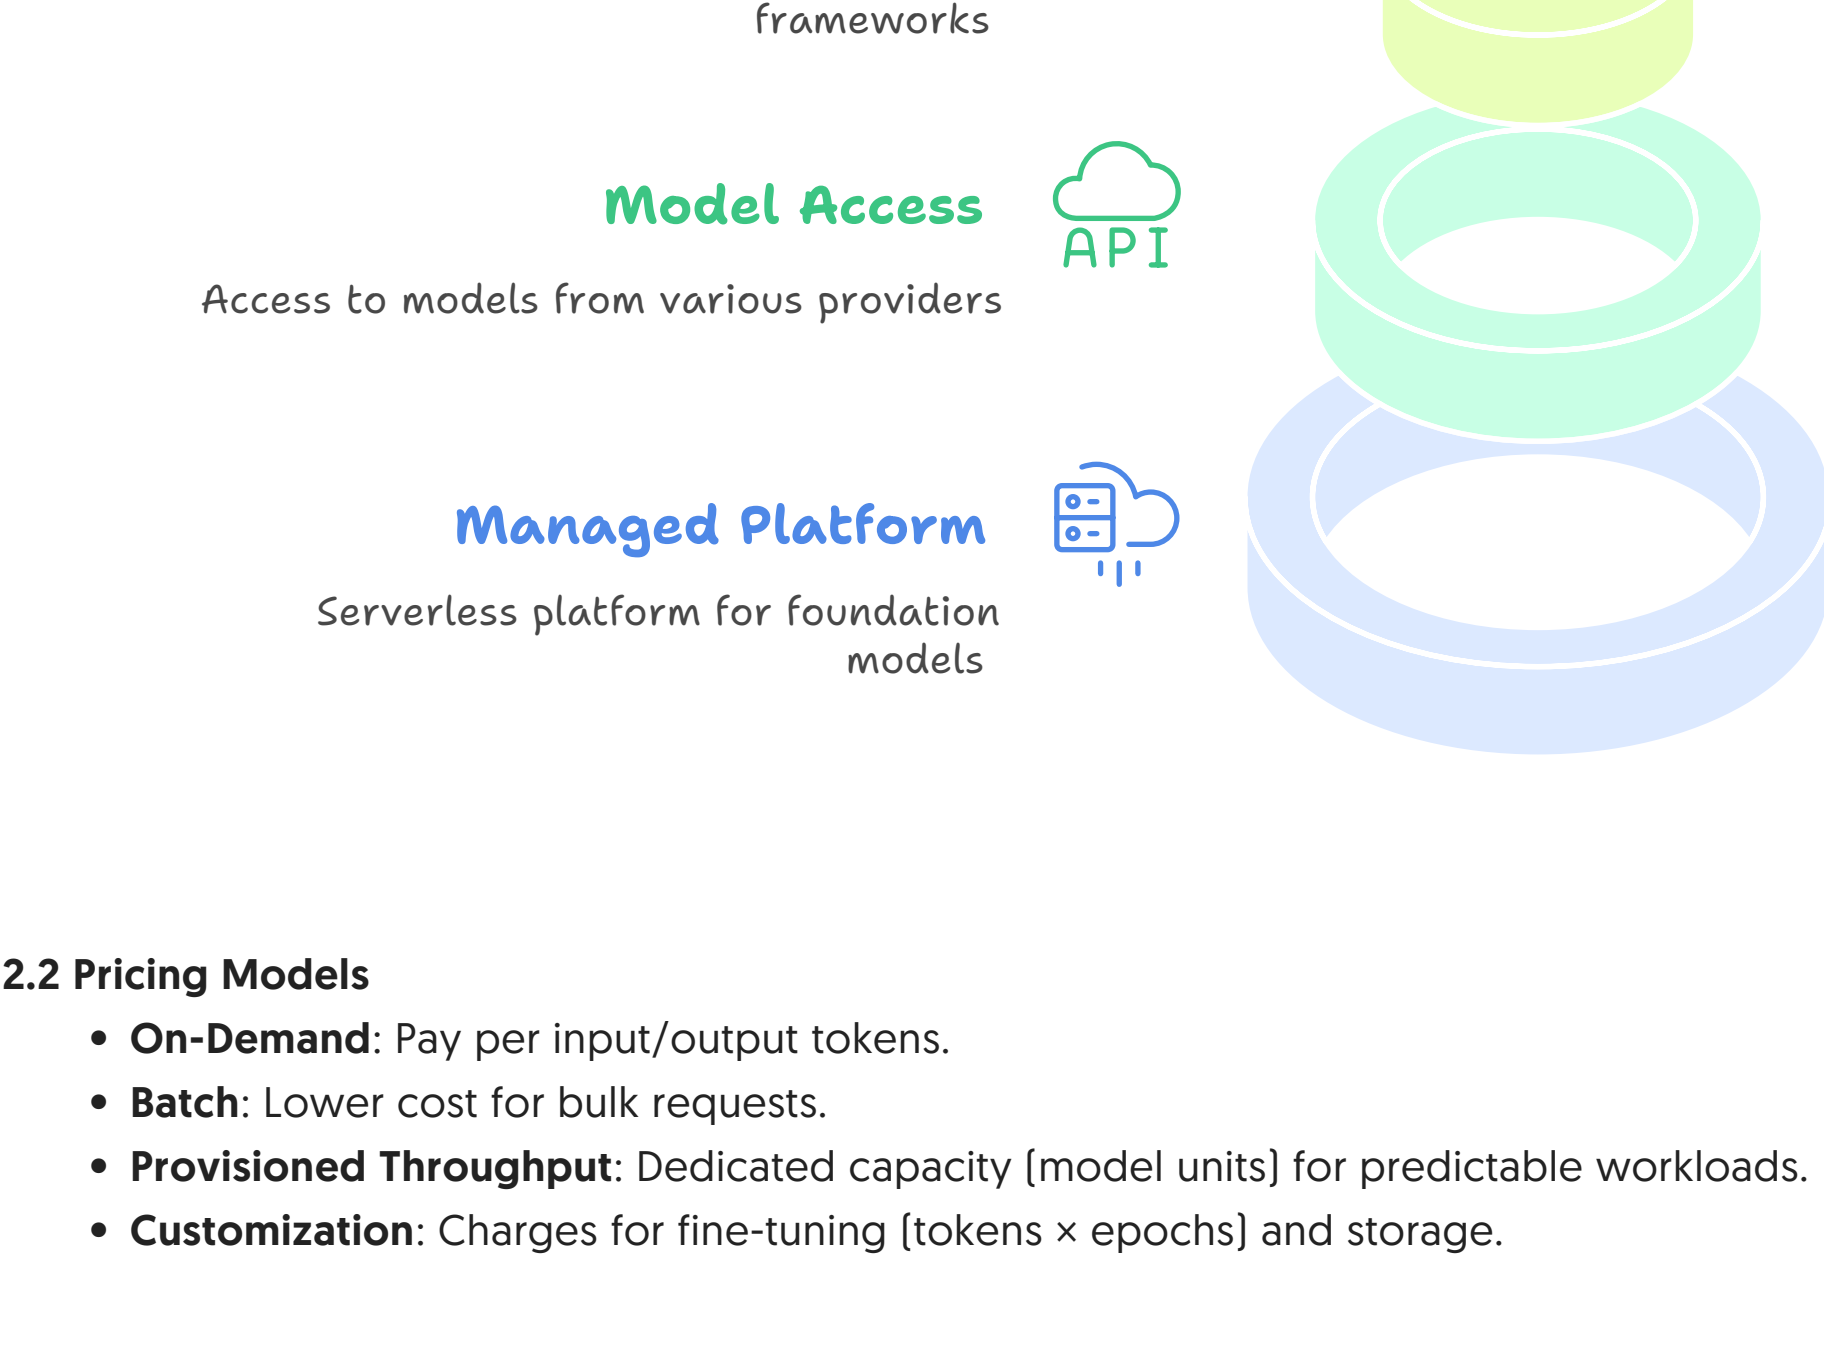 frameworks
Model Access
API
Access to models from various providers
Managed Platform
Serverless platform for foundation
models
2.2 Pricing Models
• On-Demand: Pay per input/output tokens.
• Batch: Lower cost for bulk requests.
• Provisioned Throughput: Dedicated capacity (model units) for predictable workloads.
• Customization: Charges for fine-tuning (tokens × epochs) and storage.